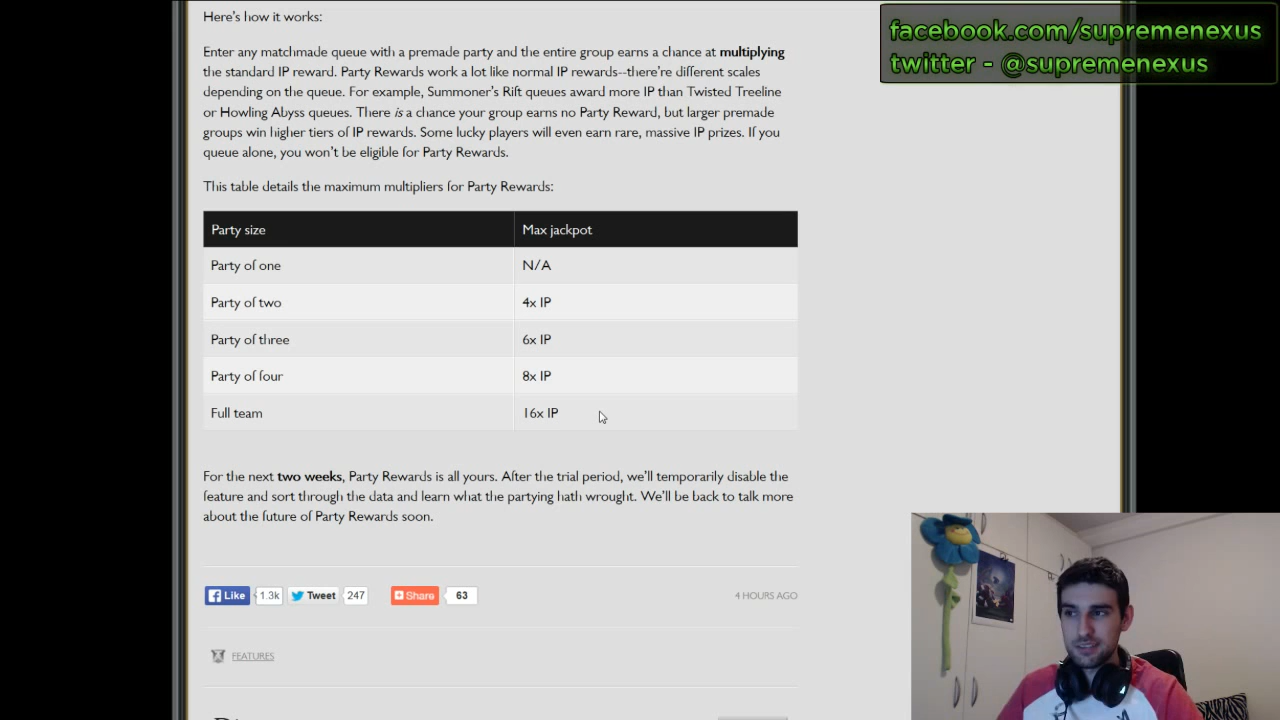 Here's how it works:
facebook.com/supremenexus
twitter - @supremenexus
Enter any matchmade queue with a premade party and the entire group earns a chance at multiplying
the standard IP reward. Party Rewards work a lot like normal IP rewards--there're different scales
depending on the queue. For example, Summoner's Rift queues award more IP than Twisted Treeline
or Howling Abyss queues. There is a chance your group earns no Party Reward, but larger premade
groups win higher tiers of IP rewards. Some lucky players will even earn rare, massive IP prizes. If you
queue alone, you won't be eligible for Party Rewards.
This table details the maximum multipliers for Party Rewards:
Party size Max jackpot
Party of one N/A
Party of two 4x IP
Party of three 6x IP
Party of four 8x IP
Full team 16x IP
For the next two weeks, Party Rewards is all yours. After the trial period, we'll temporarily disable the
feature and sort through the data and learn what the partying hath wrought. We'll be back to talk more
about the future of Party Rewards soon.
Like 1.3k Tweet 247 Share 63 4 HOURS AGO
FEATURES